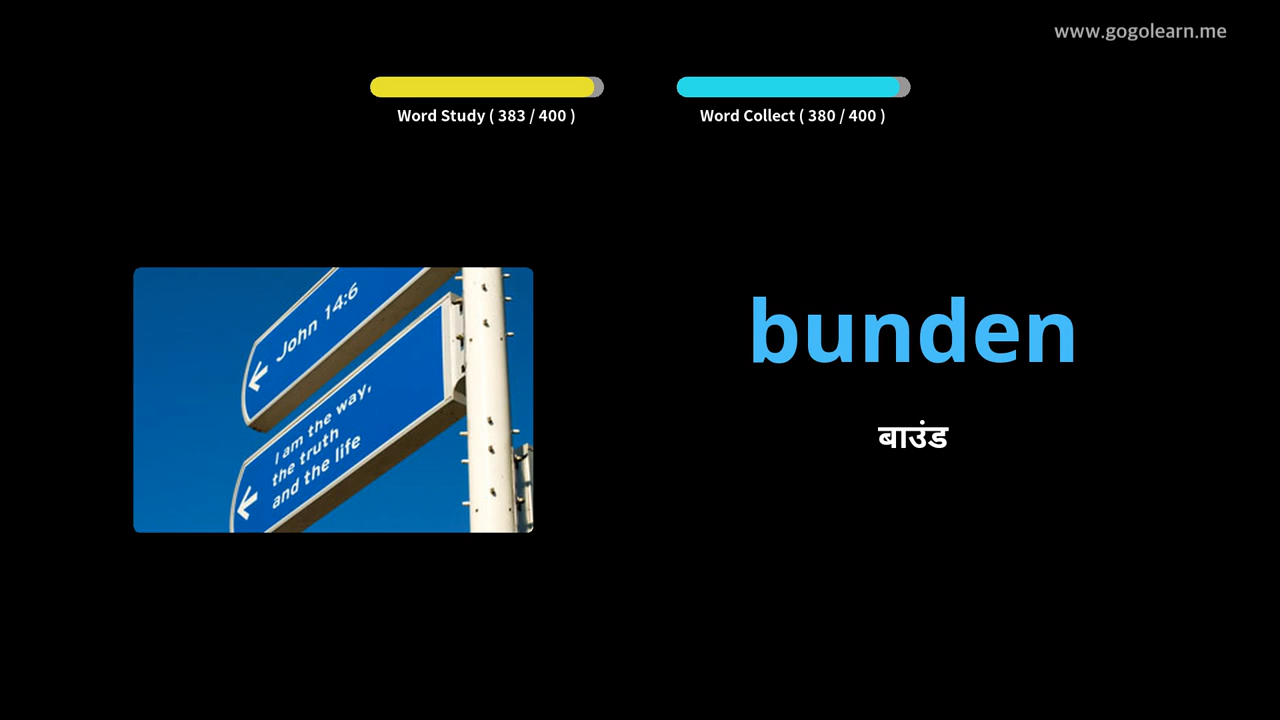 www.gogolearn.me
Word Study ( 383 / 400 )
Word Collect ( 380 / 400 )
John 14:6
I am the way,
the truth
and the life
bunden
बाउंड